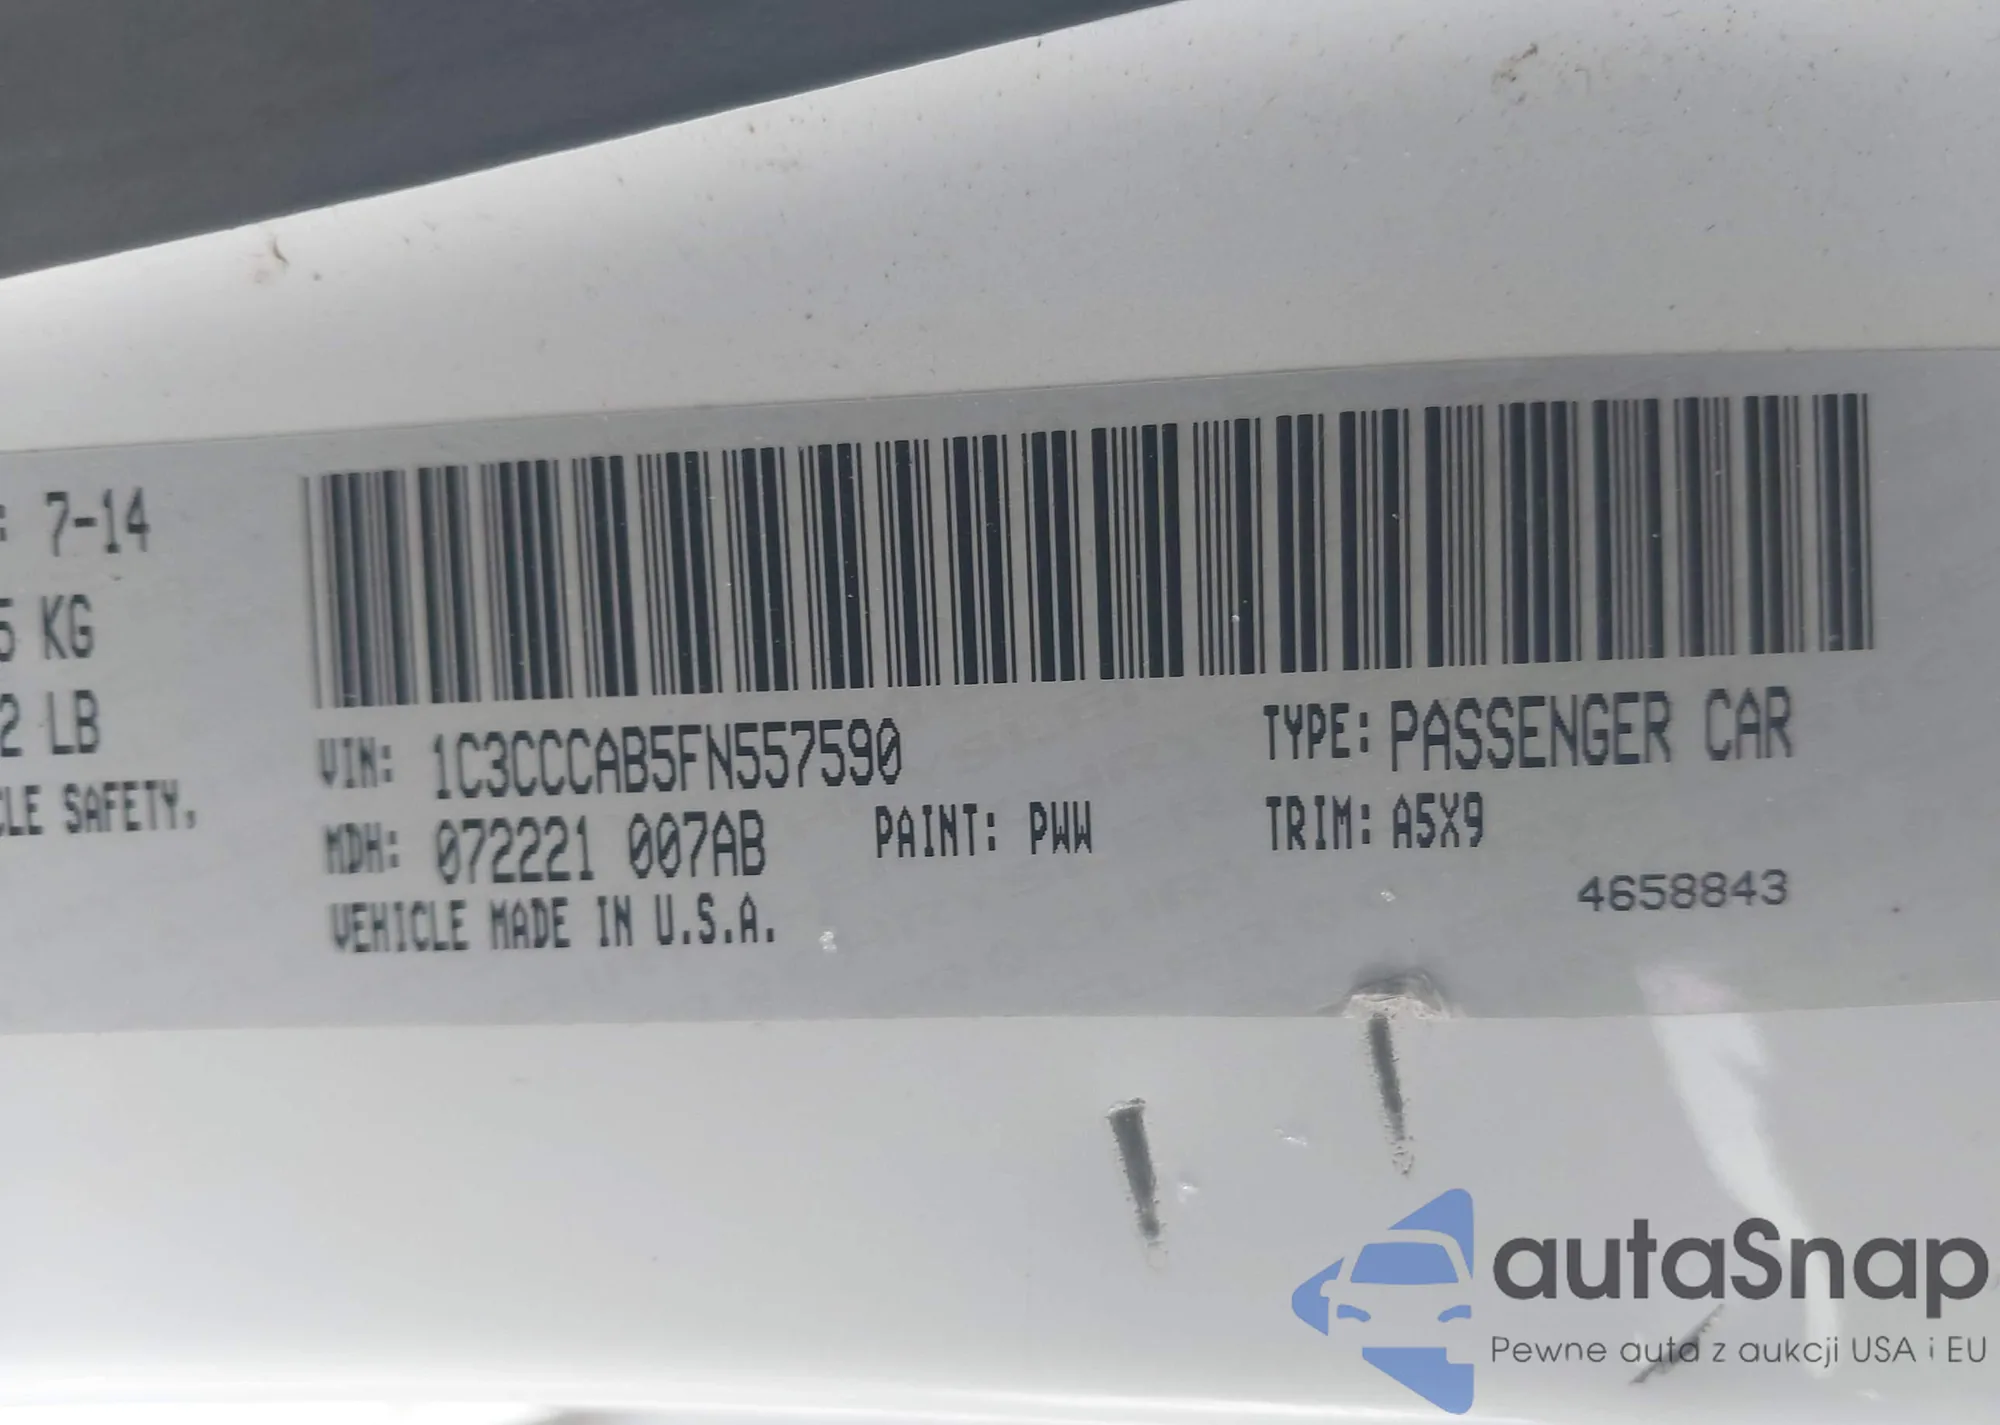 : 7-14
5 KG
2 LB
CLE SAFETY,
VIN: 1C3CCCAB5FN557590
TYPE: PASSENGER CAR
MDH: 072221 007AB
PAINT: PWW
TRIM: A5X9
VEHICLE MADE IN U.S.A.
4658843
autaSnap
Pewne auta z aukcji USA i EU